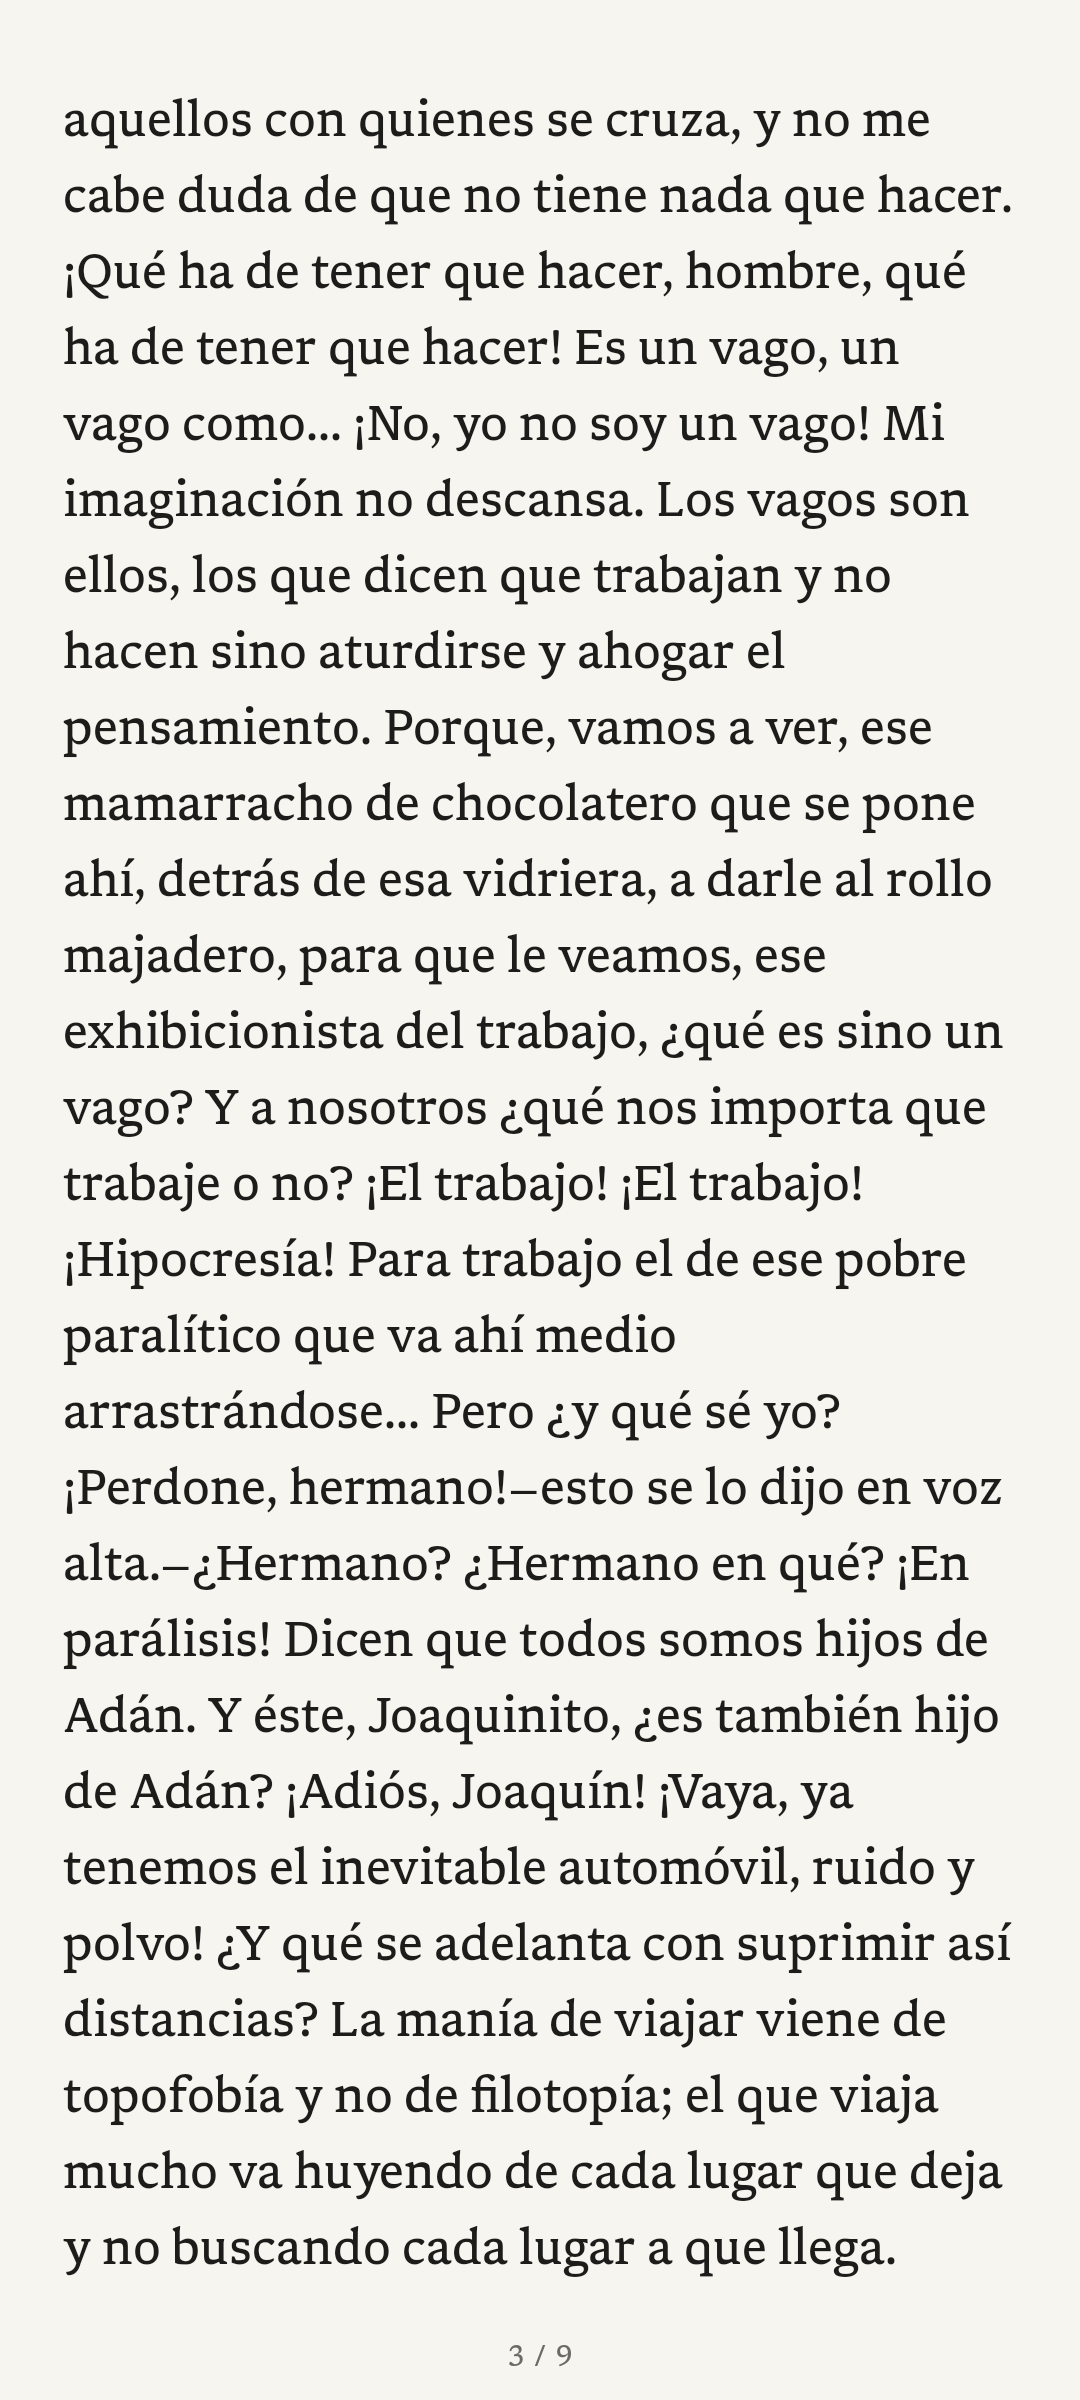 aquellos con quienes se cruza, y no me
cabe duda de que no tiene nada que hacer.
¡Qué ha de tener que hacer, hombre, qué
ha de tener que hacer! Es un vago, un
vago como... ¡No, yo no soy un vago! Mi
imaginación no descansa. Los vagos son
ellos, los que dicen que trabajan y no
hacen sino aturdirse y ahogar el
pensamiento. Porque, vamos a ver, ese
mamarracho de chocolatero que se pone
ahí, detrás de esa vidriera, a darle al rollo
majadero, para que le veamos, ese
exhibicionista del trabajo, ¿qué es sino un
vago? Y a nosotros ¿qué nos importa que
trabaje o no? ¡El trabajo! ¡El trabajo!
¡Hipocresía! Para trabajo el de ese pobre
paralítico que va ahí medio
arrastrándose... Pero ¿y qué sé yo?
¡Perdone, hermano!—esto se lo dijo en voz
alta.—¿Hermano? ¿Hermano en qué? ¡En
parálisis! Dicen que todos somos hijos de
Adán. Y éste, Joaquinito, ¿es también hijo
de Adán? ¡Adiós, Joaquín! ¡Vaya, ya
tenemos el inevitable automóvil, ruido y
polvo! ¿Y qué se adelanta con suprimir así
distancias? La manía de viajar viene de
topofobía y no de filotopía; el que viaja
mucho va huyendo de cada lugar que deja
y no buscando cada lugar a que llega.
3 / 9